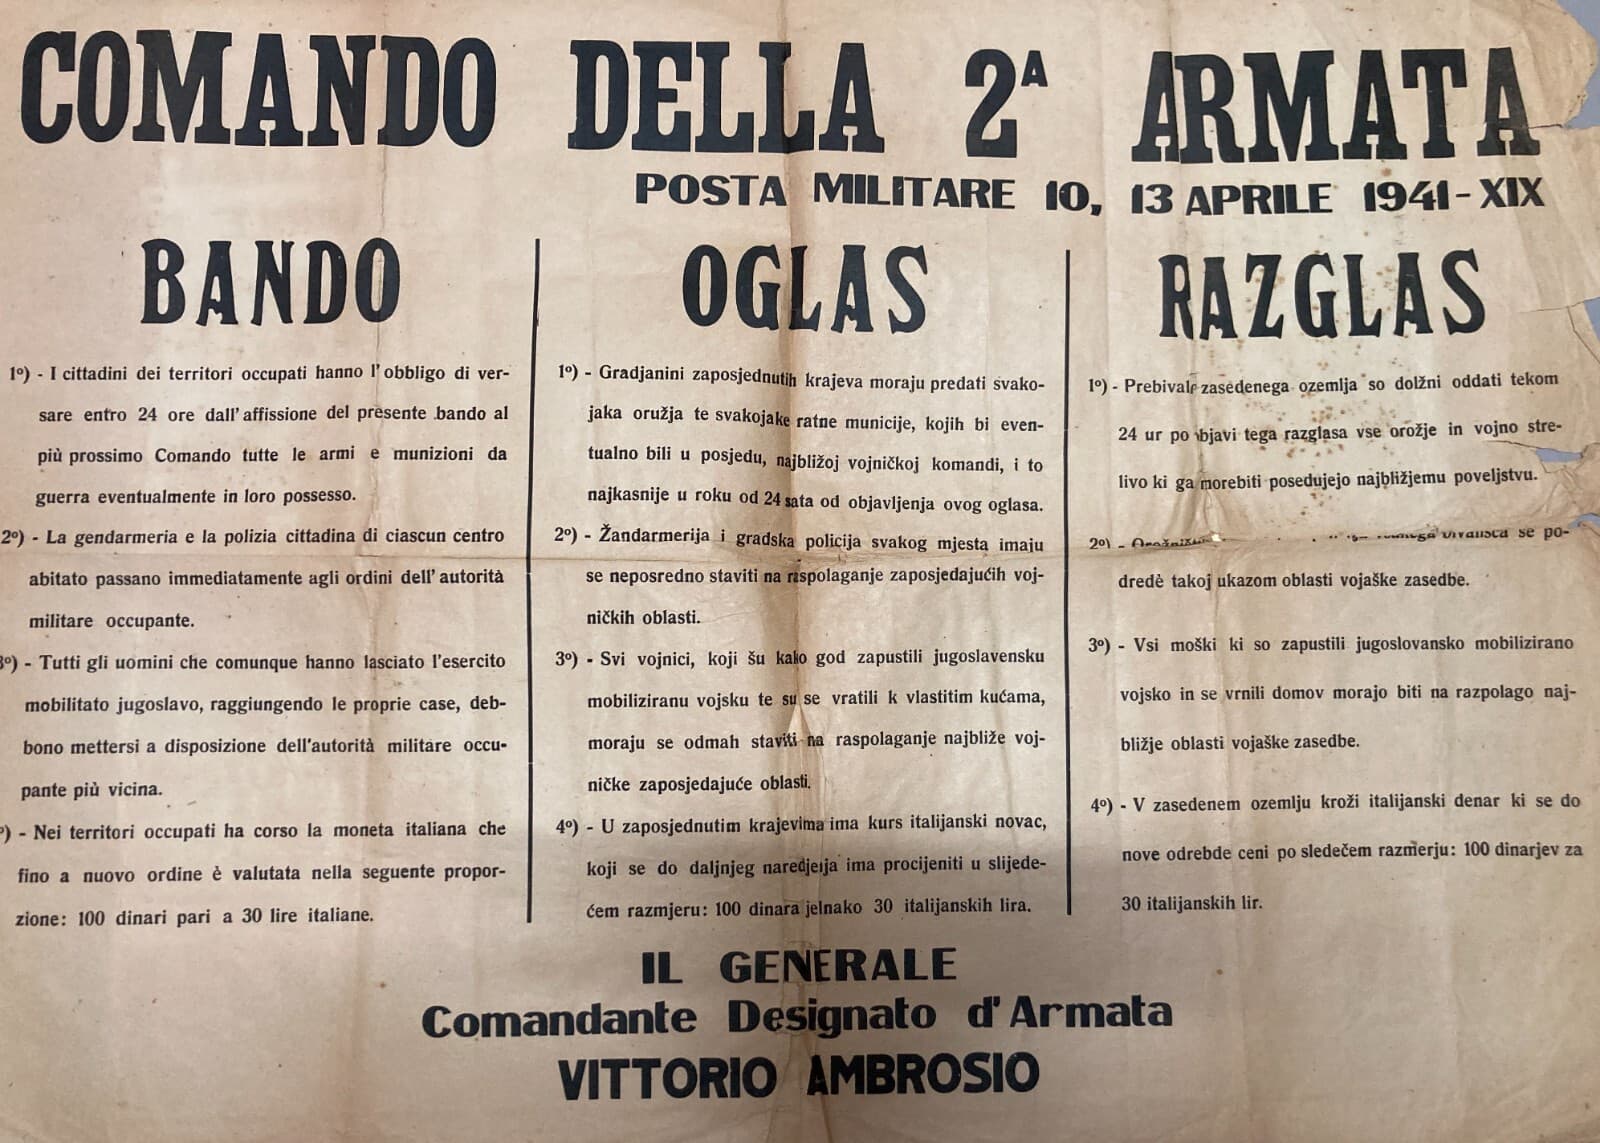 COMANDO DELLA 2ᴬ ARMATA
POSTA MILITARE 10, 13 APRILE 1941-XIX
BANDO
1º) - I cittadini dei territori occupati hanno l'obbligo di ver-
sare entro 24 ore dall'affissione del presente bando al
più prossimo Comando tutte le armi e munizioni da
guerra eventualmente in loro possesso.
2º) - La gendarmeria e la polizia cittadina di ciascun centro
abitato passano immediatamente agli ordini dell'autorità
militare occupante.
3º) - Tutti gli uomini che comunque hanno lasciato l'esercito
mobilitato jugoslavo, raggiungendo le proprie case, deb-
bono mettersi a disposizione dell'autorità militare occu-
pante più vicina.
º) - Nei territori occupati ha corso la moneta italiana che
fino a nuovo ordine è valutata nella seguente propor-
zione: 100 dinari pari a 30 lire italiane.
OGLAS
1º) - Gradjanini zaposjednutih krajeva moraju predati svako-
jaka oružja te svakojake ratne municije, kojih bi even-
tualno bili u posjedu, najbližoj vojničkoj komandi, i to
najkasnije u roku od 24 sata od objavljenja ovog oglasa.
2º) - Žandarmerija i gradska policija svakog mjesta imaju
se neposredno staviti na raspolaganje zaposjedajućih voj-
ničkih oblasti.
3º) - Svi vojnici, koji šu kako god zapustili jugoslavensku
mobiliziranu vojsku te su se vratili k vlastitim kućama,
moraju se odmah staviti na raspolaganje najbliže voj-
ničke zaposjedajuće oblasti.
4º) - U zaposjednutim krajevima ima kurs italijanski novac,
koji se do daljnjeg naredjenja ima procijeniti u slijede-
ćem razmjeru: 100 dinara jelnako 30 italijanskih lira.
RAZGLAS
1º) - Prebivalc zasedenega ozemlja so dolžni oddati tekom
24 ur po objavi tega razglasa vse orožje in vojno stre-
livo ki ga morebiti posedujejo najbližjemu poveljstvu.
2º) - se po-
dredè takoj ukazom oblasti vojaške zasedbe.
3º) - Vsi moški ki so zapustili jugoslovansko mobilizirano
vojsko in se vrnili domov morajo biti na razpolago naj-
bližje oblasti vojaške zasedbe.
4º) - V zasedenem ozemlju kroži italijanski denar ki se do
nove odrebde ceni po sledečem razmerju: 100 dinarjev za
30 italijanskih lir.
IL GENERALE
Comandante Designato d'Armata
VITTORIO AMBROSIO